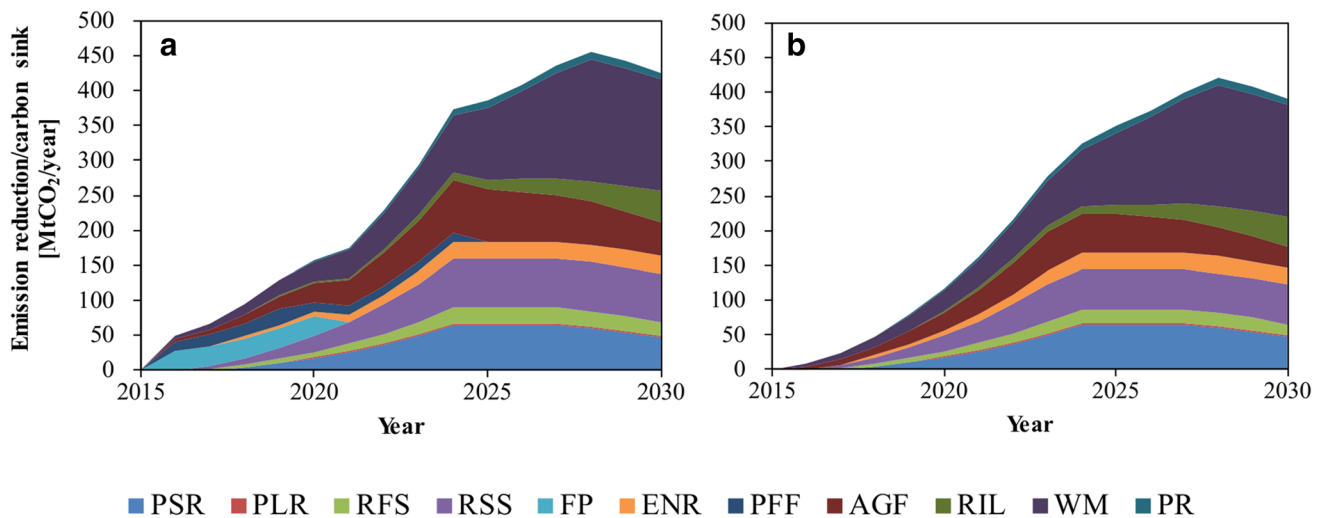 Emission reduction/carbon sink
[MtCO₂/year]
a
500
450
400
350
300
250
200
150
100
50
0
2015 2020 2025 2030
Year
b
500
450
400
350
300
250
200
150
100
50
0
2015 2020 2025 2030
Year
PSR PLR RFS RSS FP ENR PFF AGF RIL WM PR